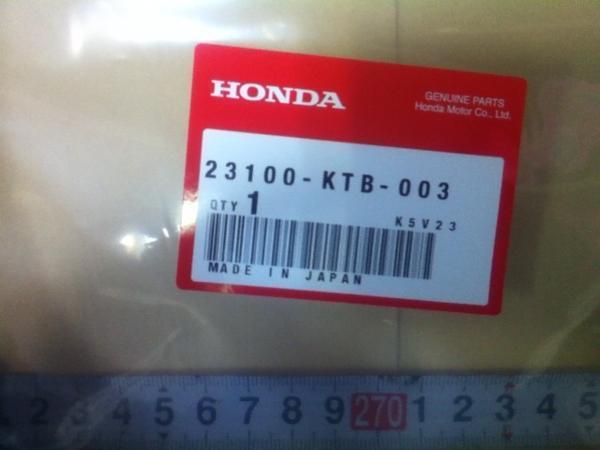 HONDA
GENUINE PARTS
Honda Motor Co., Ltd.
23100-KTB-003
QTY 1
K5V23
MADE IN JAPAN
2 3 4 5 6 7 8 9 270 1 2 3 4 5